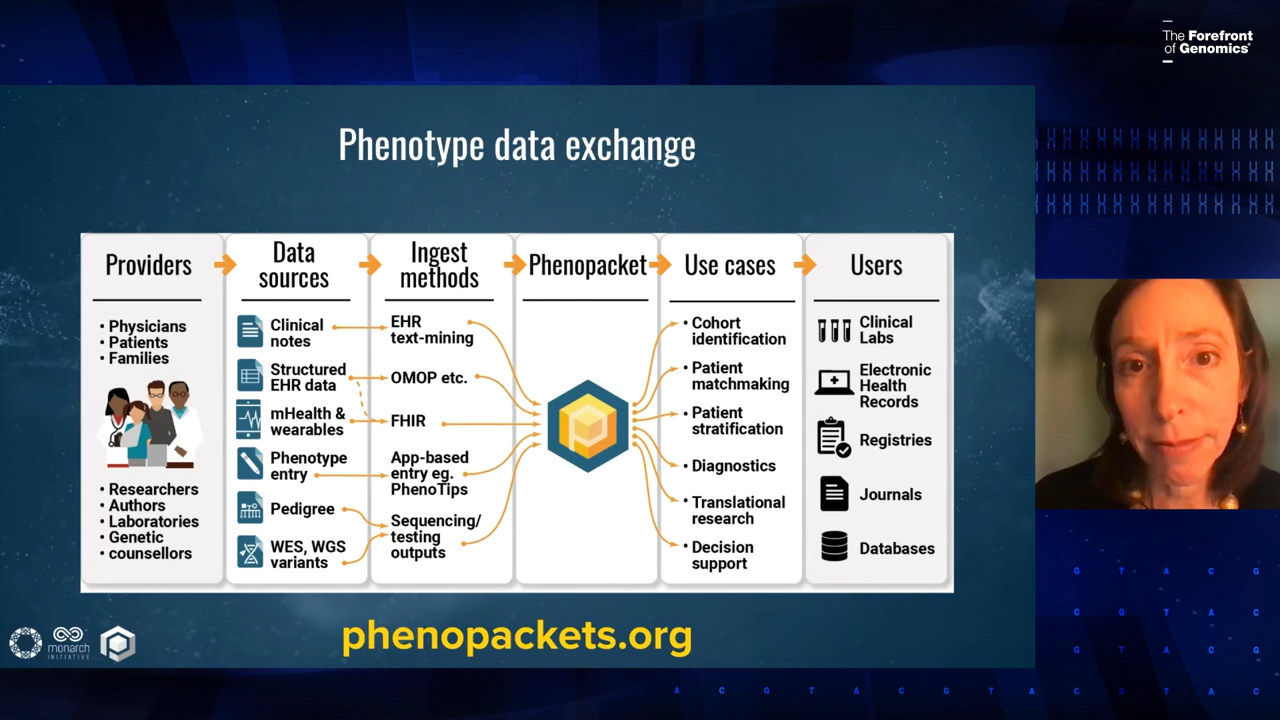 The Forefront
of Genomics®
Phenotype data exchange
Providers
• Physicians
• Patients
• Families
• Researchers
• Authors
• Laboratories
• Genetic
• counsellors
Data
sources
Clinical
notes
Structured
EHR data
mHealth &
wearables
Phenotype
entry
Pedigree
WES, WGS
variants
Ingest
methods
EHR
text-mining
OMOP etc.
FHIR
App-based
entry eg.
PhenoTips
Sequencing/
testing
outputs
Phenopacket
Use cases
• Cohort
identification
• Patient
matchmaking
• Patient
stratification
• Diagnostics
• Translational
research
• Decision
support
Users
Clinical
Labs
Electronic
Health
Records
Registries
Journals
Databases
phenopackets.org
monarch
INITIATIVE
G T A C G
C G T A C
G T A C G
A C G T A C G T A C G T A C